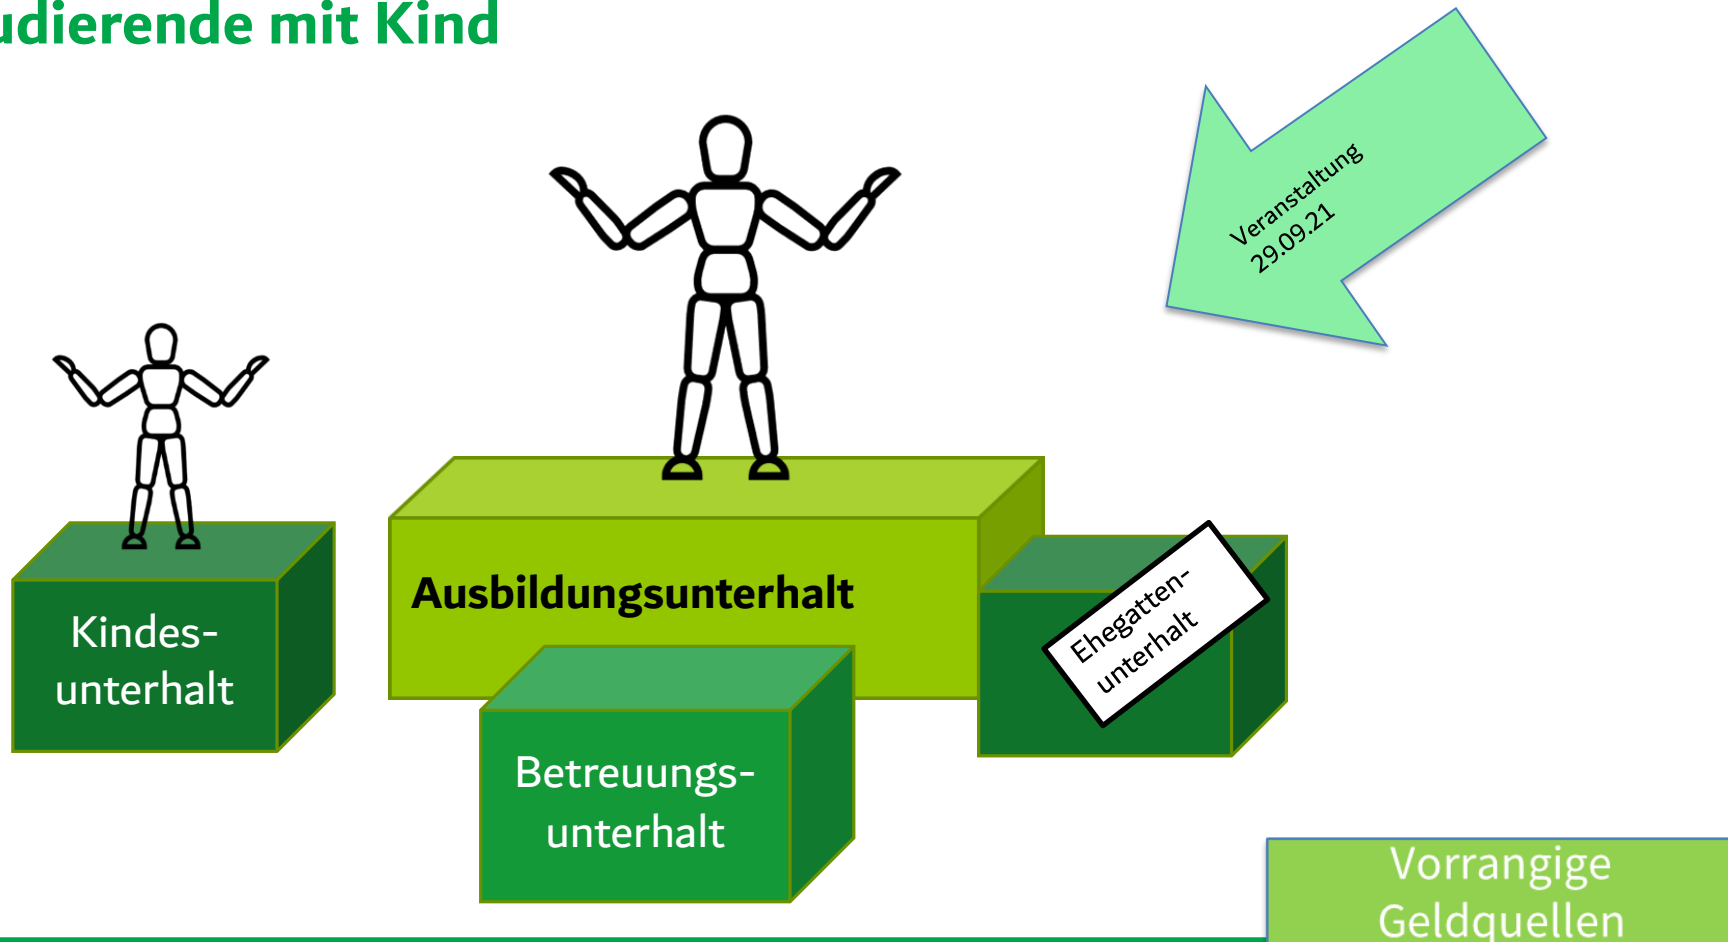 udierende mit Kind
Veranstaltung
29.09.21
Ausbildungsunterhalt
Kindes-
unterhalt
Ehegatten-
unterhalt
Betreuungs-
unterhalt
Vorrangige
Geldquellen